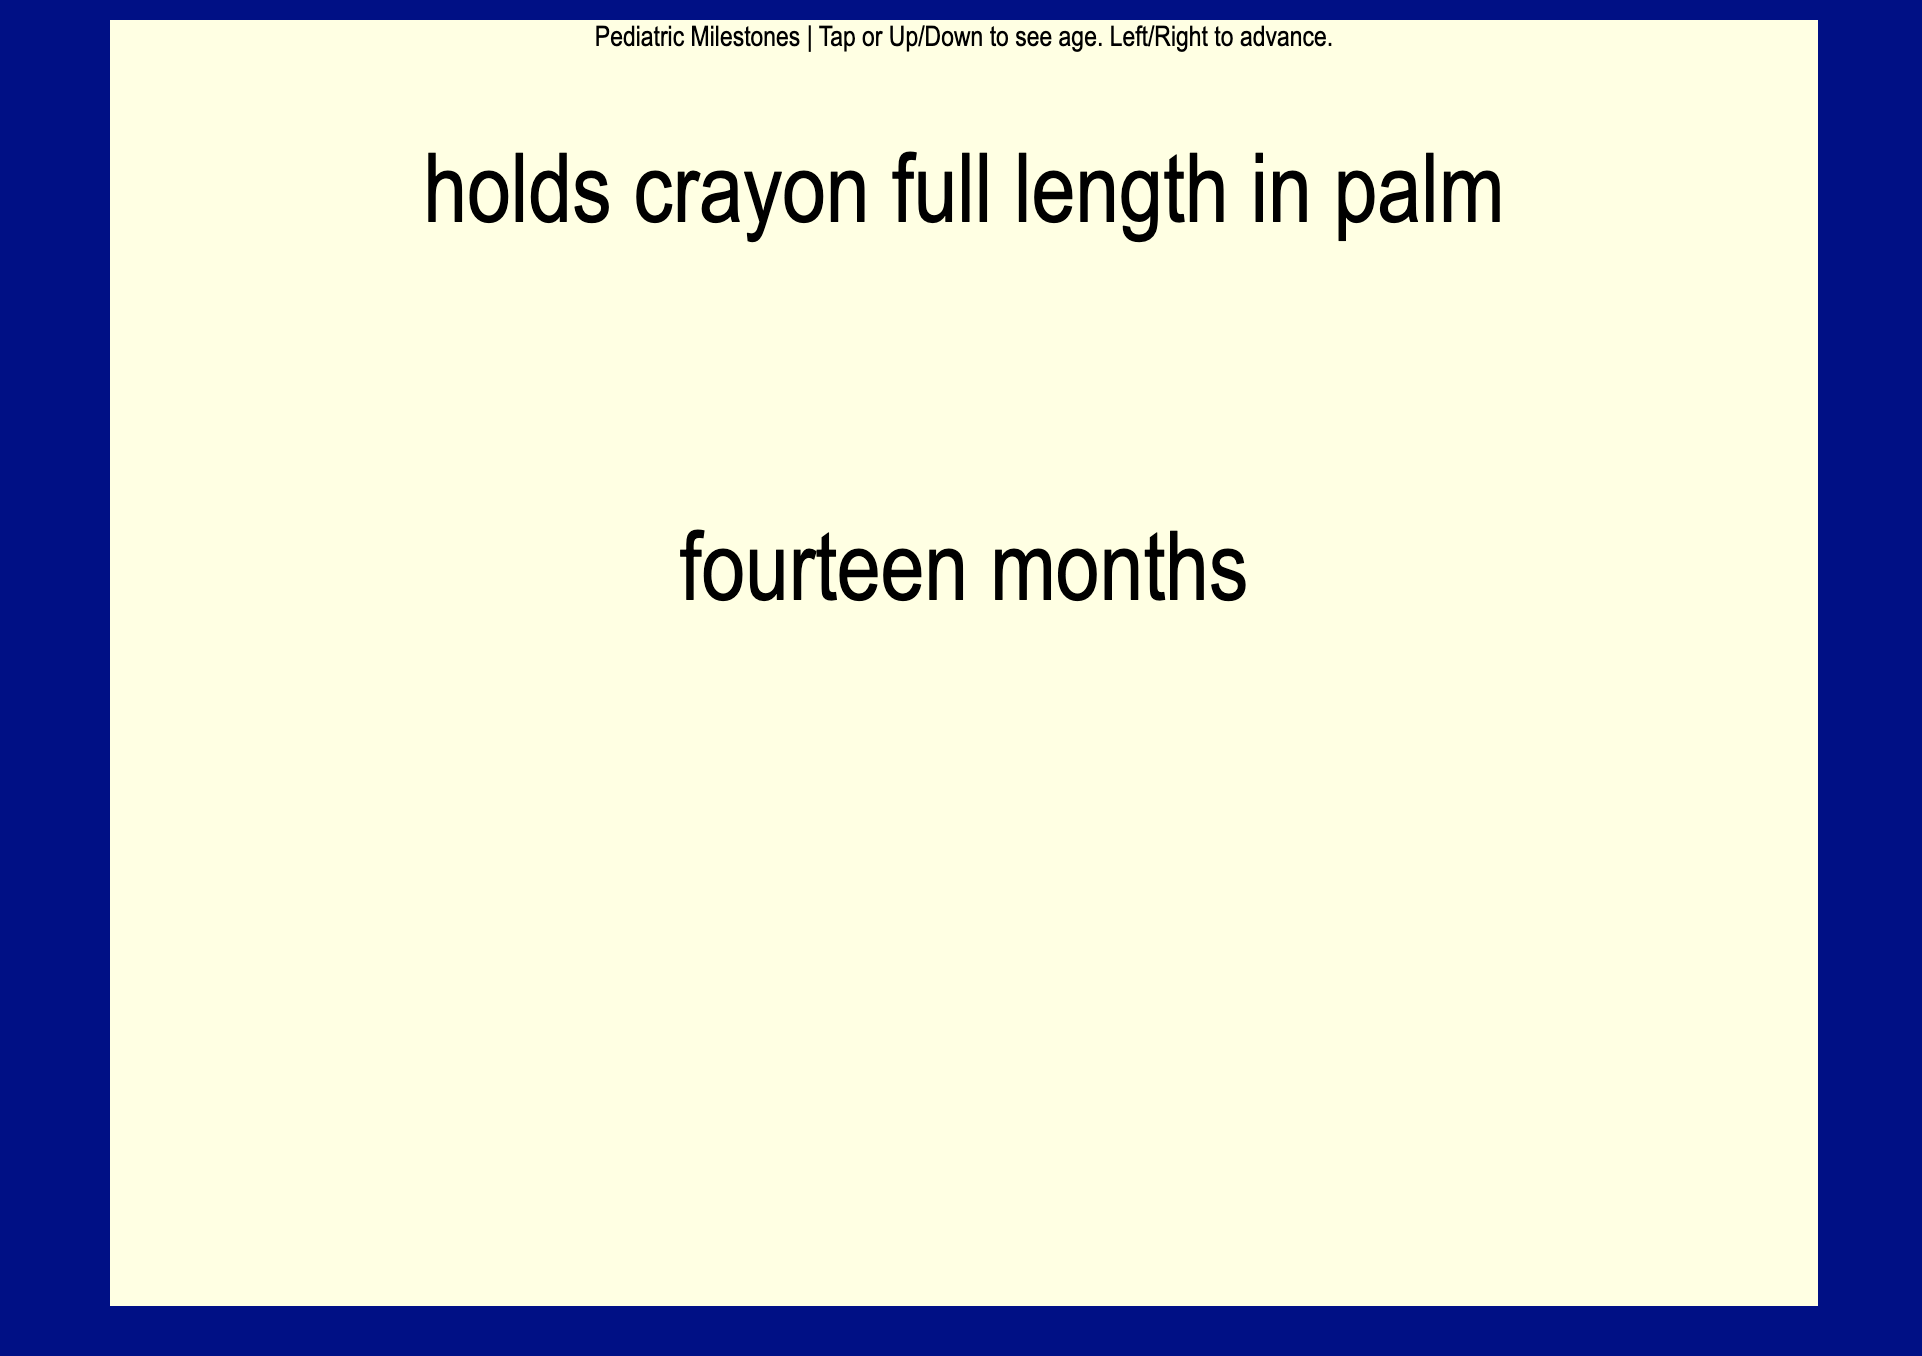 Pediatric Milestones | Tap or Up/Down to see age. Left/Right to advance.
holds crayon full length in palm
fourteen months